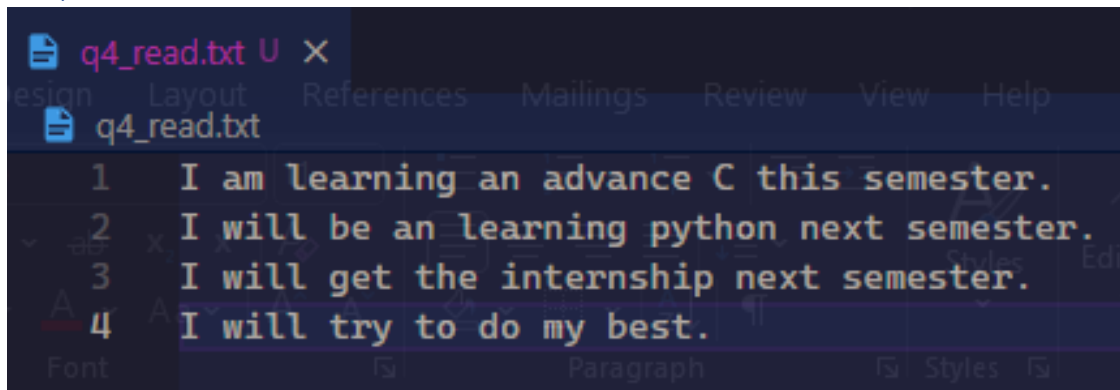 q4_read.txt U ×
esign Layout References Mailings Review View Help
q4_read.txt
1 I am learning an advance C this semester.
2 I will be an learning python next semester.
3 I will get the internship next semester.
Styles
4 I will try to do my best.
Font Paragraph Styles